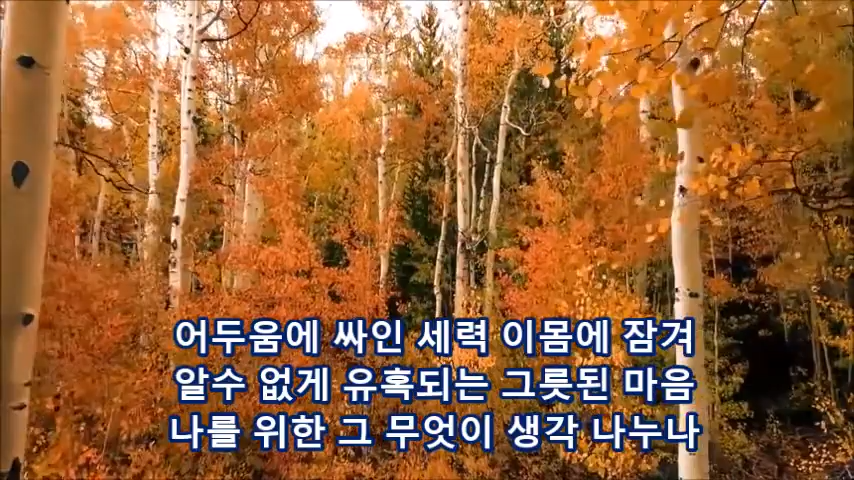 어두움에 싸인 세력 이몸에 잠겨
알수 없게 유혹되는 그릇된 마음
나를 위한 그 무엇이 생각 나누나